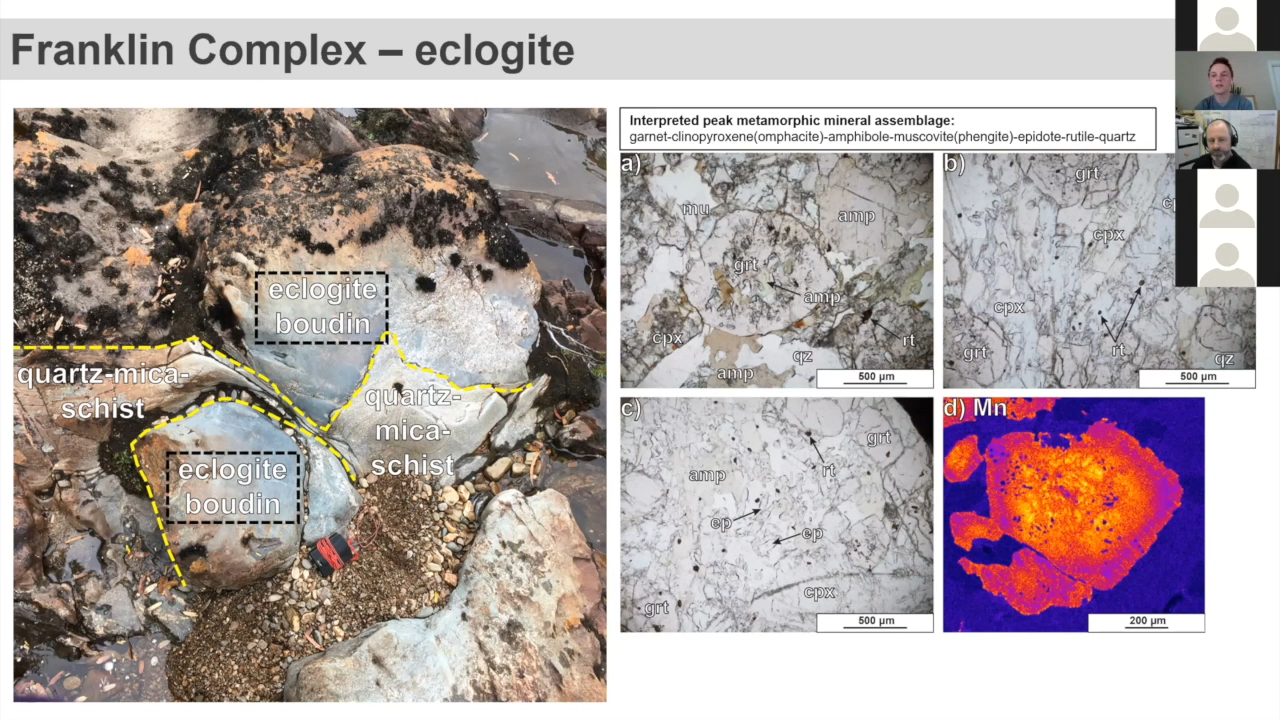 Franklin Complex – eclogite
eclogite
boudin
quartz-mica-
schist
quartz-
mica-
schist
eclogite
boudin
Interpreted peak metamorphic mineral assemblage:
garnet-clinopyroxene(omphacite)-amphibole-muscovite(phengite)-epidote-rutile-quartz
a)
mu
amp
grt
amp
cpx
qz
rt
amp
500 µm
b)
grt
cpx
cpx
grt
rt
qz
500 µm
c)
grt
rt
amp
ep
ep
cpx
grt
500 µm
d) Mn
200 µm